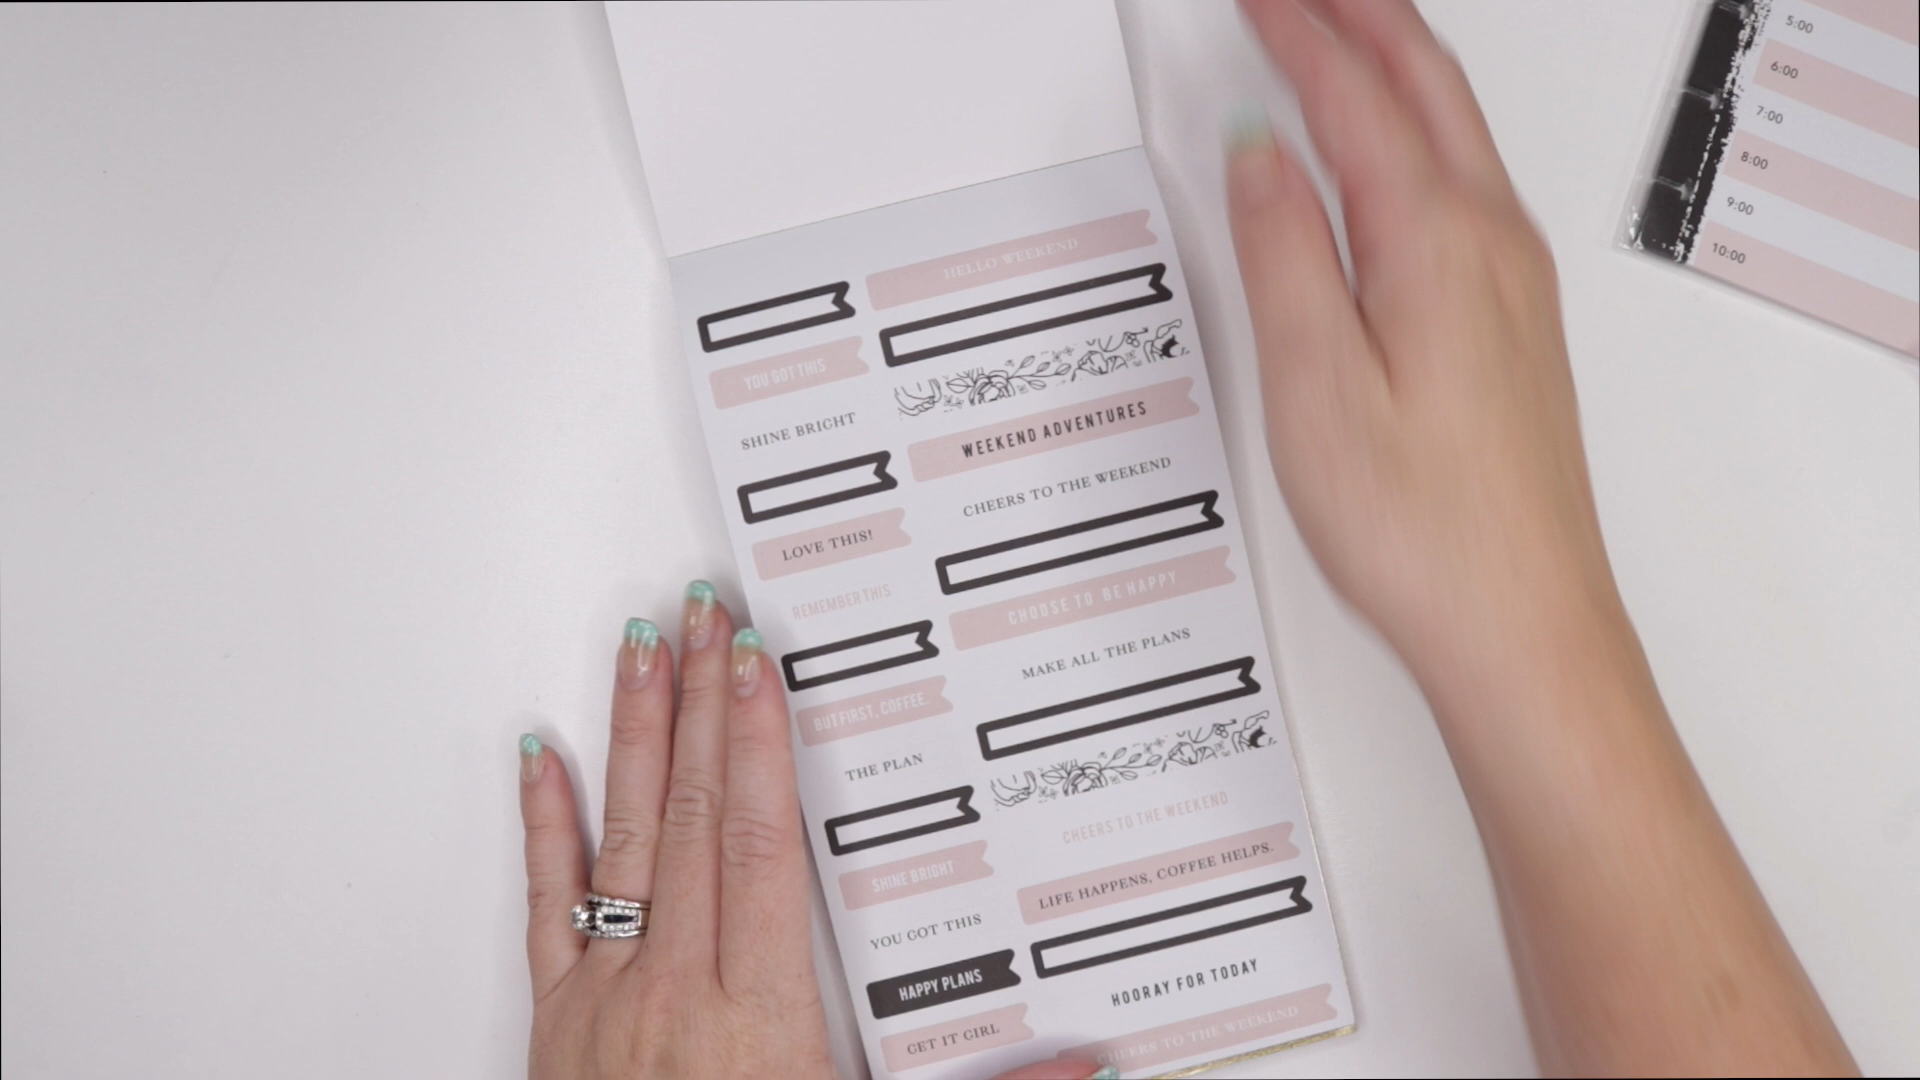 HELLO WEEKEND
YOU GOT THIS
SHINE BRIGHT
WEEKEND ADVENTURES
CHEERS TO THE WEEKEND
LOVE THIS!
REMEMBER THIS
CHOOSE TO BE HAPPY
MAKE ALL THE PLANS
BUT FIRST, COFFEE.
THE PLAN
CHEERS TO THE WEEKEND
SHINE BRIGHT
LIFE HAPPENS, COFFEE HELPS.
YOU GOT THIS
HAPPY PLANS
HOORAY FOR TODAY
GET IT GIRL
CHEERS TO THE WEEKEND
5:00
6:00
7:00
8:00
9:00
10:00